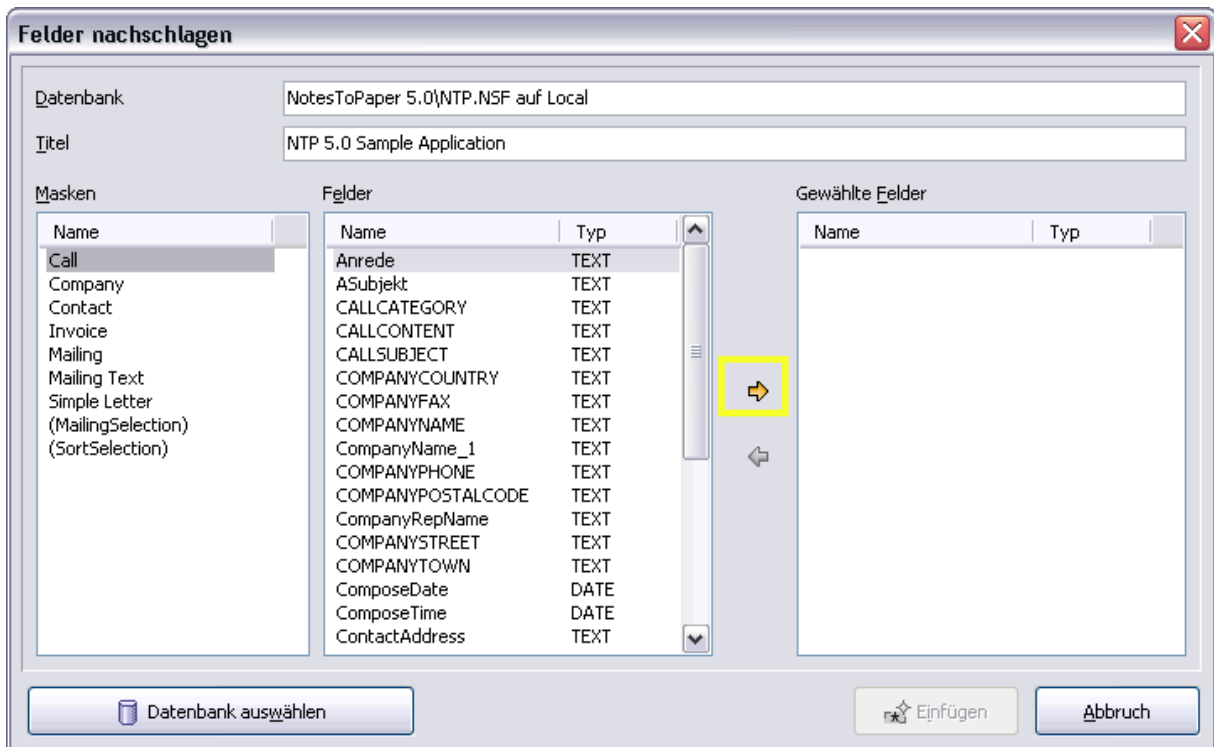 Felder nachschlagen
Datenbank NotesToPaper 5.0\NTP.NSF auf Local
Titel NTP 5.0 Sample Application
Masken
Name
Call
Company
Contact
Invoice
Mailing
Mailing Text
Simple Letter
(MailingSelection)
(SortSelection)
Felder
Name Typ
Anrede TEXT
ASubjekt TEXT
CALLCATEGORY TEXT
CALLCONTENT TEXT
CALLSUBJECT TEXT
COMPANYCOUNTRY TEXT
COMPANYFAX TEXT
COMPANYNAME TEXT
CompanyName_1 TEXT
COMPANYPHONE TEXT
COMPANYPOSTALCODE TEXT
CompanyRepName TEXT
COMPANYSTREET TEXT
COMPANYTOWN TEXT
ComposeDate DATE
ComposeTime DATE
ContactAddress TEXT
Gewählte Felder
Name Typ
Datenbank auswählen
Einfügen
Abbruch